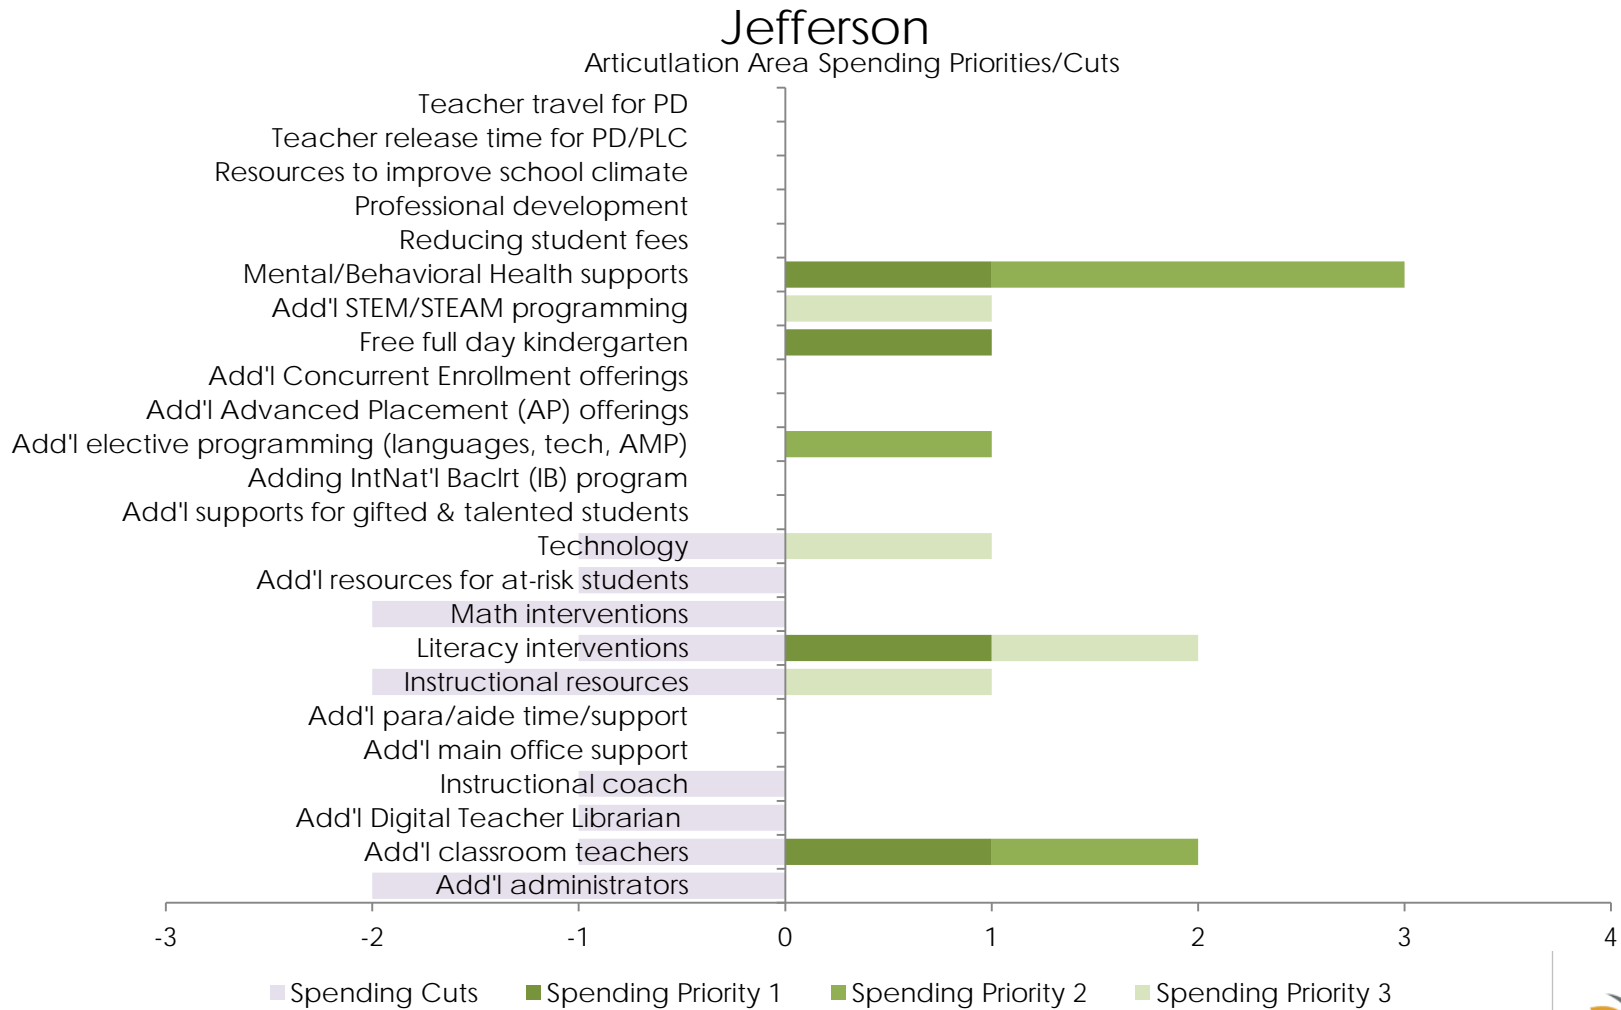 Jefferson
Articutlation Area Spending Priorities/Cuts
Teacher travel for PD
Teacher release time for PD/PLC
Resources to improve school climate
Professional development
Reducing student fees
Mental/Behavioral Health supports
Add'l STEM/STEAM programming
Free full day kindergarten
Add'l Concurrent Enrollment offerings
Add'l Advanced Placement (AP) offerings
Add'l elective programming (languages, tech, AMP)
Adding IntNat'l Baclrt (IB) program
Add'l supports for gifted & talented students
Technology
Add'l resources for at-risk students
Math interventions
Literacy interventions
Instructional resources
Add'l para/aide time/support
Add'l main office support
Instructional coach
Add'l Digital Teacher Librarian
Add'l classroom teachers
Add'l administrators
-3 -2 -1 0 1 2 3 4
Spending Cuts Spending Priority 1 Spending Priority 2 Spending Priority 3